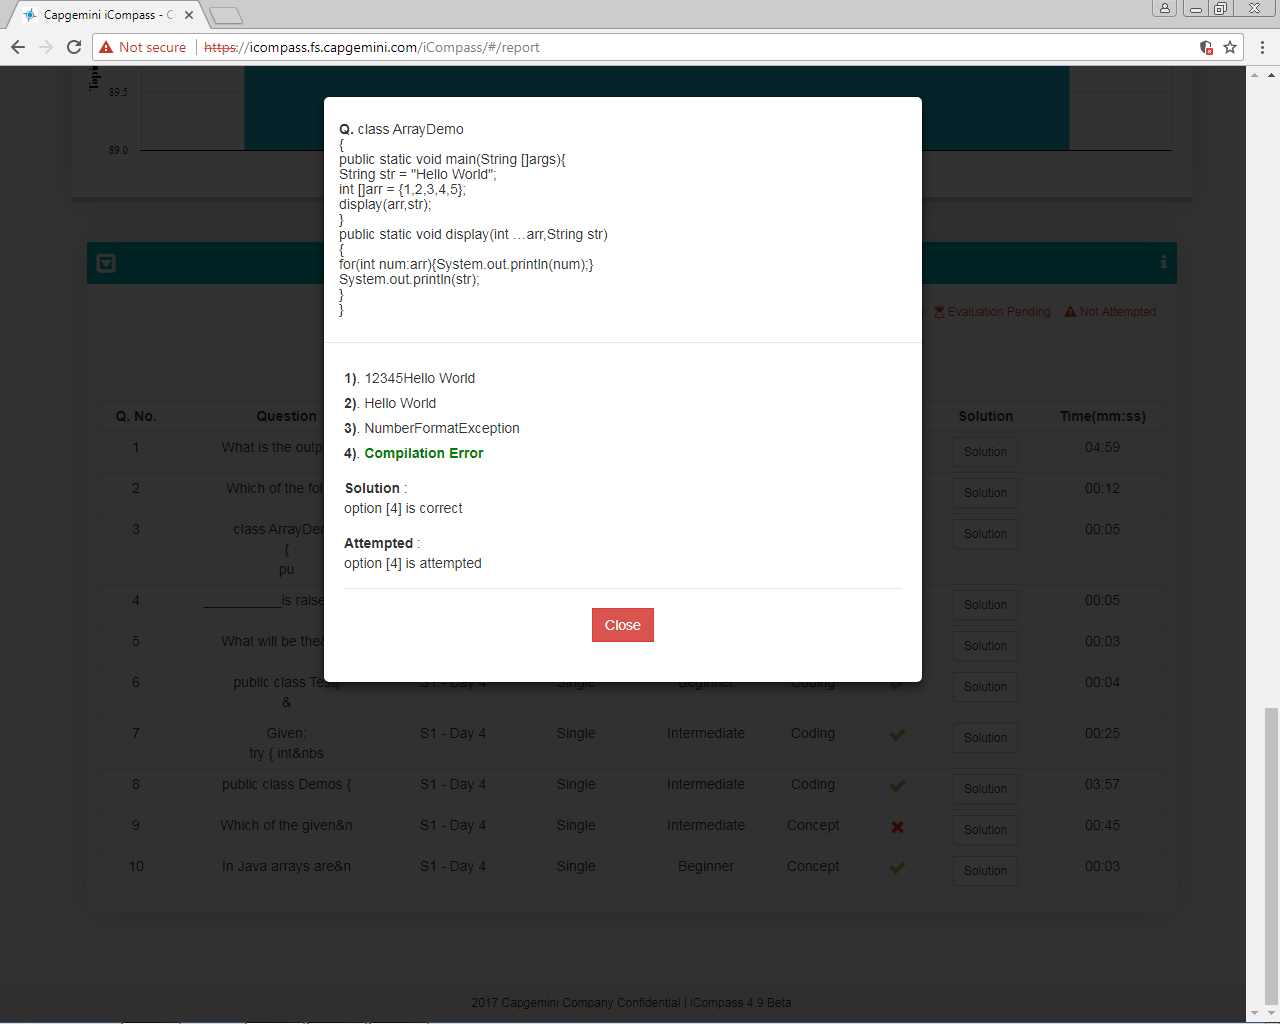 Capgemini iCompass - C
Not secure
https://icompass.fs.capgemini.com/iCompass/#/report
89.5
89.0
Q. class ArrayDemo
{
public static void main(String []args){
String str = "Hello World";
int []arr = {1,2,3,4,5};
display(arr,str);
}
public static void display(int ...arr,String str)
{
for(int num:arr){System.out.println(num);}
System.out.println(str);
}
}
Evaluation Pending Not Attempted
1). 12345Hello World
2). Hello World
3). NumberFormatException
4). Compilation Error
Solution :
option [4] is correct
Attempted :
option [4] is attempted
Close
Q. No. Question Solution Time(mm:ss)
1 What is the outp Solution 04:59
2 Which of the fol Solution 00:12
3 class ArrayDe Solution 00:05
{
pu
4 __________is raise Solution 00:05
5 What will be the& Solution 00:03
6 public class Test{ S1 - Day 4 Single Beginner Coding Solution 00:04
&
7 Given: S1 - Day 4 Single Intermediate Coding Solution 00:25
try { int&nbs
8 public class Demos { S1 - Day 4 Single Intermediate Coding Solution 03:57
9 Which of the given&n S1 - Day 4 Single Intermediate Concept Solution 00:45
10 In Java arrays are&n S1 - Day 4 Single Beginner Concept Solution 00:03
2017 Capgemini Company Confidential | iCompass 4.9 Beta